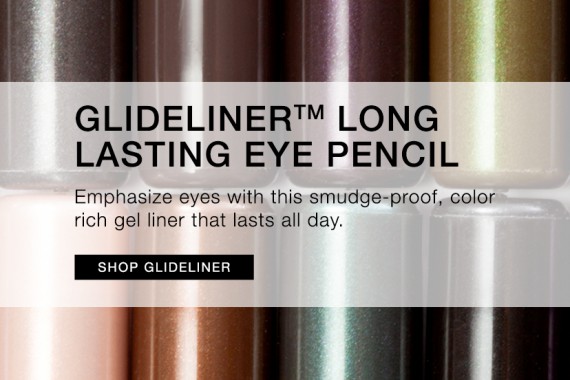 GLIDELINER™ LONG
LASTING EYE PENCIL
Emphasize eyes with this smudge-proof, color
rich gel liner that lasts all day.
SHOP GLIDELINER